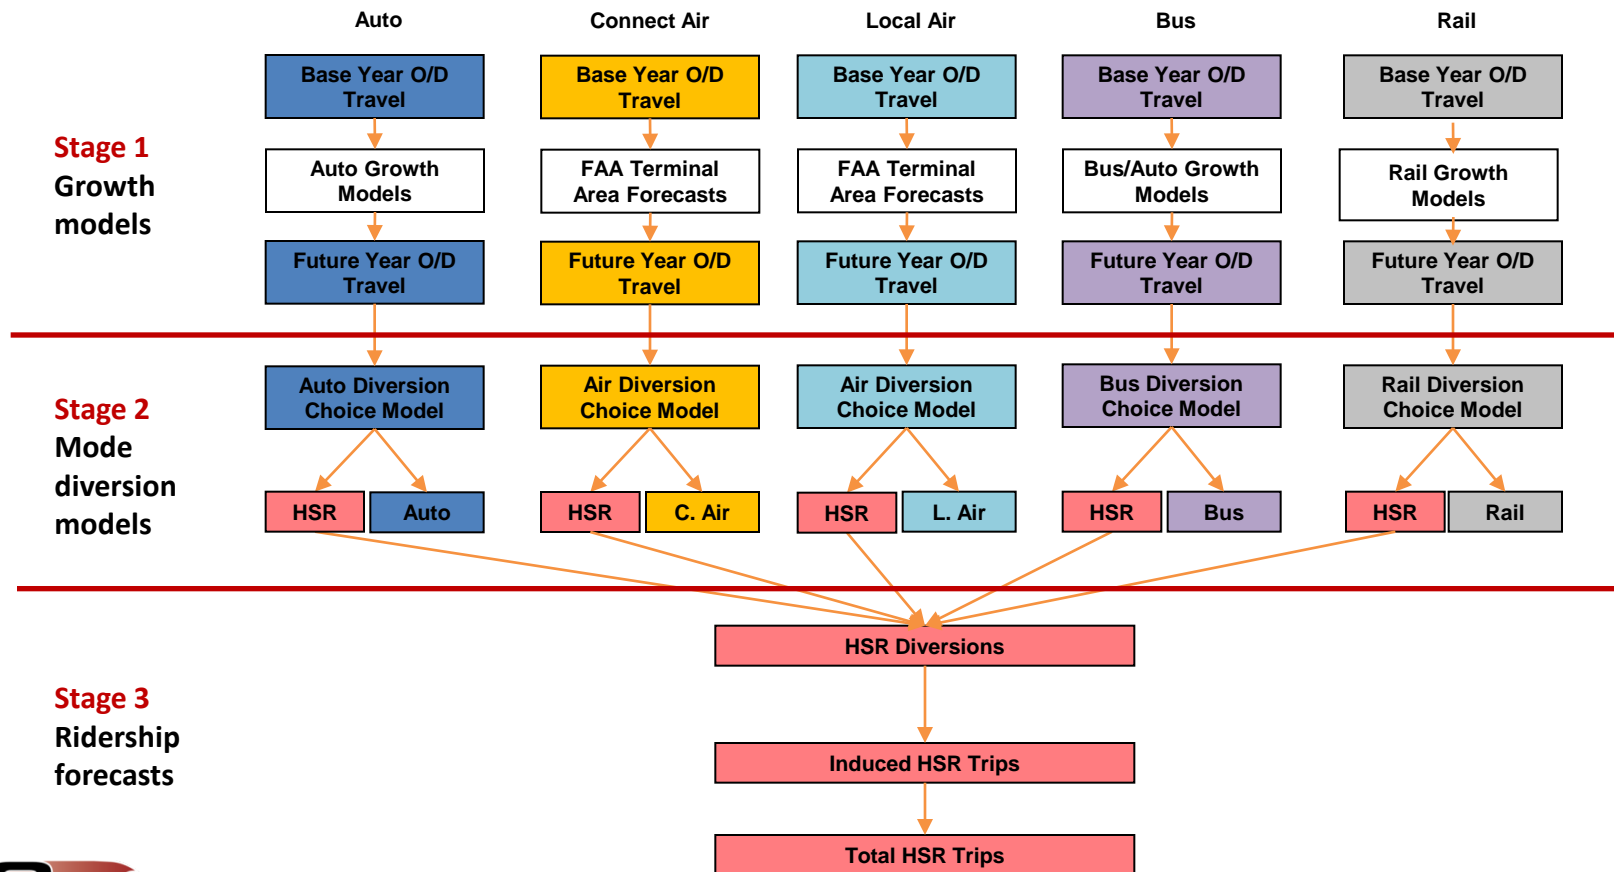 Auto
Connect Air
Local Air
Bus
Rail
Base Year O/D
Travel
Base Year O/D
Travel
Base Year O/D
Travel
Base Year O/D
Travel
Base Year O/D
Travel
Stage 1
Growth
models
Auto Growth
Models
FAA Terminal
Area Forecasts
FAA Terminal
Area Forecasts
Bus/Auto Growth
Models
Rail Growth
Models
Future Year O/D
Travel
Future Year O/D
Travel
Future Year O/D
Travel
Future Year O/D
Travel
Future Year O/D
Travel
Stage 2
Mode
diversion
models
Auto Diversion
Choice Model
Air Diversion
Choice Model
Air Diversion
Choice Model
Bus Diversion
Choice Model
Rail Diversion
Choice Model
HSR
Auto
HSR
C. Air
HSR
L. Air
HSR
Bus
HSR
Rail
Stage 3
Ridership
forecasts
HSR Diversions
Induced HSR Trips
Total HSR Trips